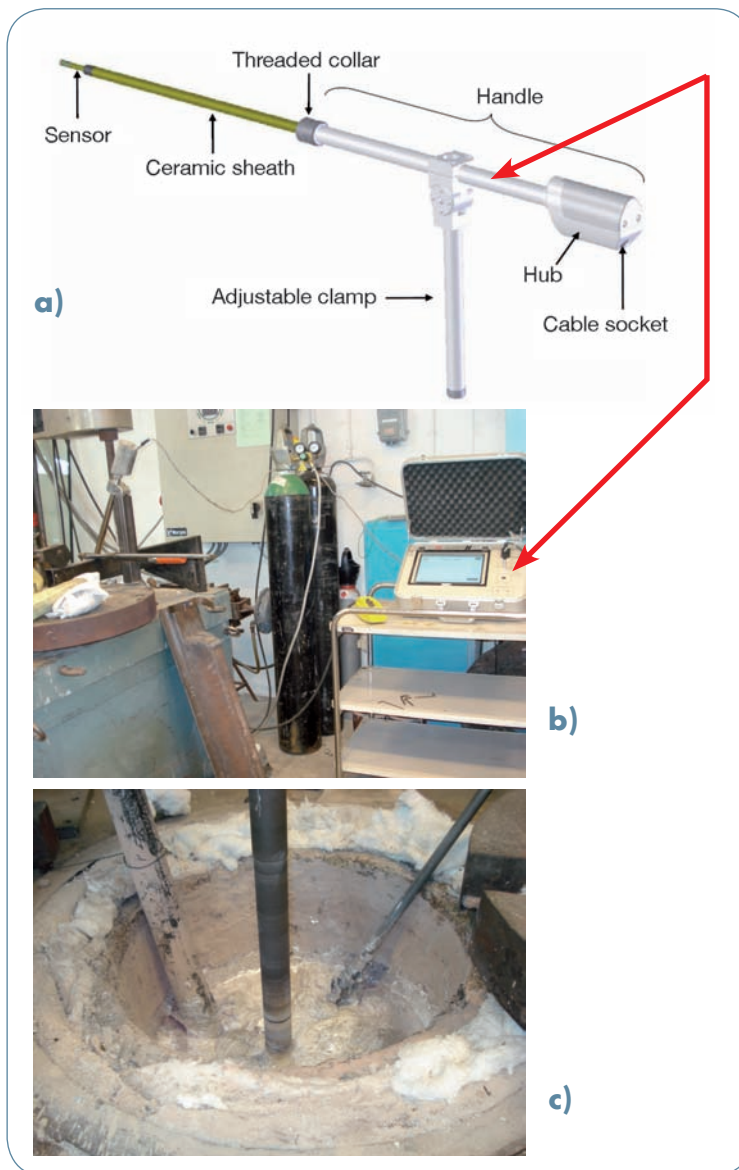 Threaded collar
Handle
Sensor
Ceramic sheath
Hub
Adjustable clamp
Cable socket
a)
b)
c)